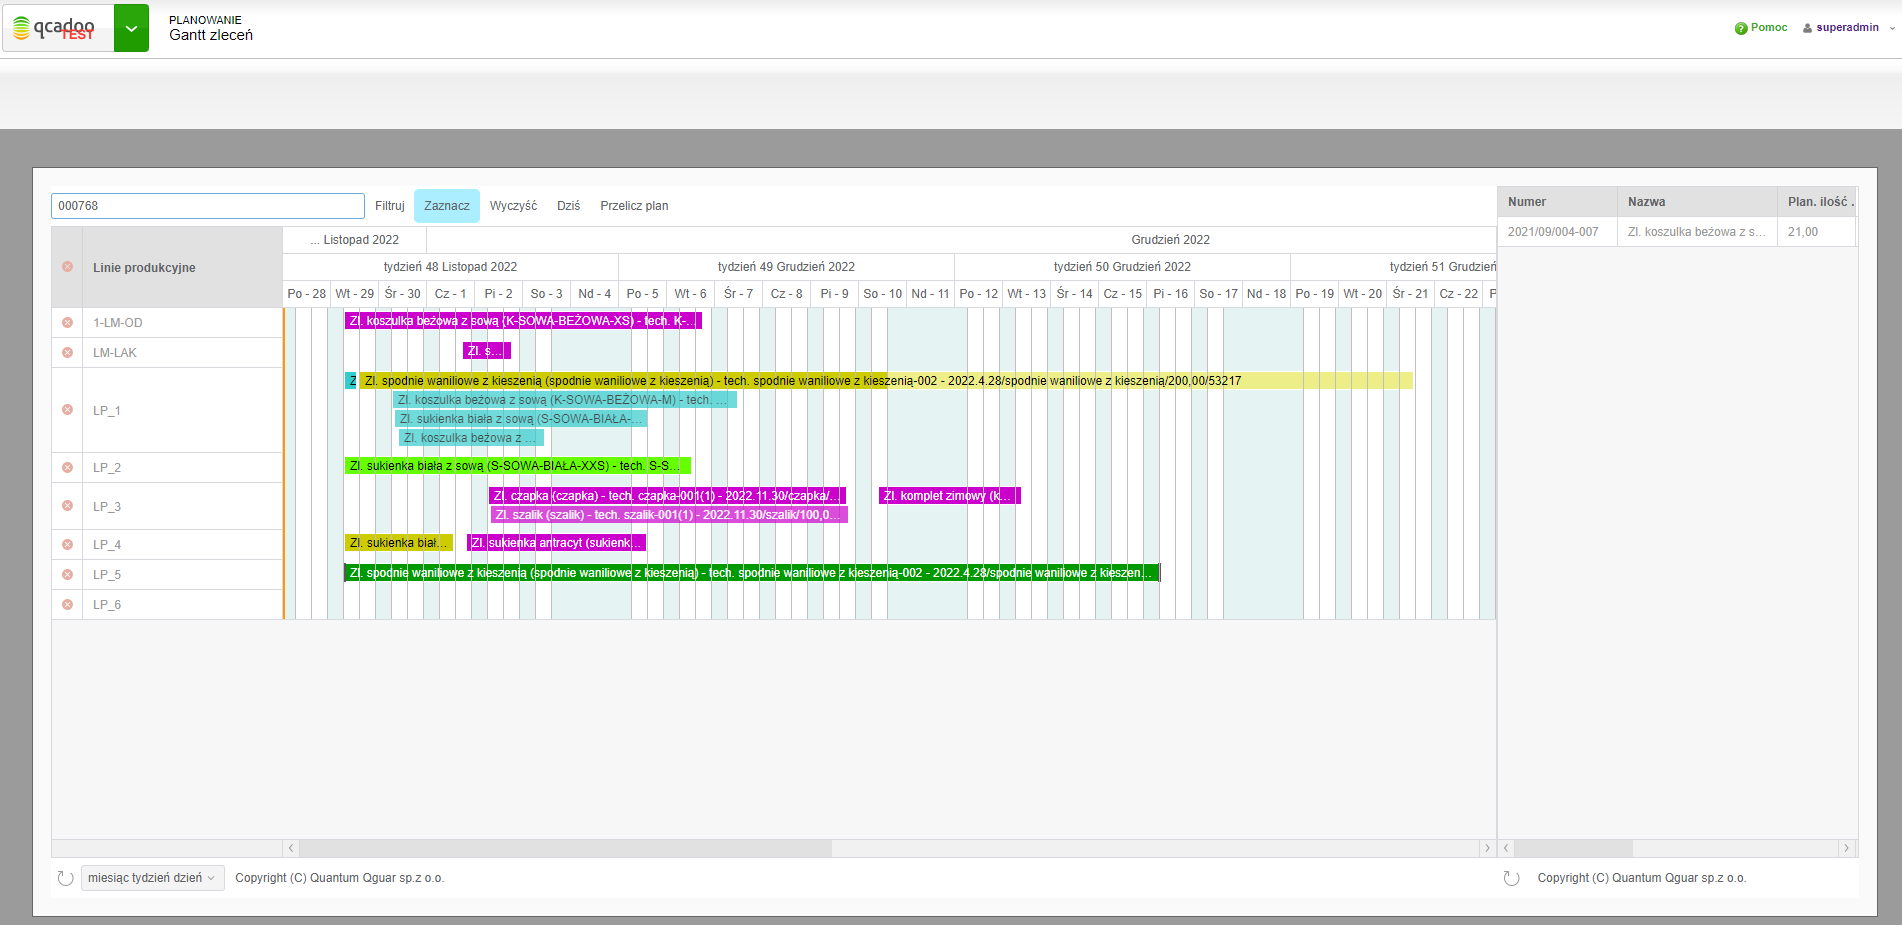 qcadoo
TEST
PLANOWANIE
Gantt zleceń
Pomoc
superadmin
000768
Filtruj
Zaznacz
Wyczyść
Dziś
Przelicz plan
Numer
Nazwa
Plan. ilość .
2021/09/004-007
Zl. koszulka beżowa z s...
21,00
Linie produkcyjne
... Listopad 2022
Grudzień 2022
tydzień 48 Listopad 2022
tydzień 49 Grudzień 2022
tydzień 50 Grudzień 2022
tydzień 51 Grudzień
Po - 28
Wt - 29
Śr - 30
Cz - 1
Pi - 2
So - 3
Nd - 4
Po - 5
Wt - 6
Śr - 7
Cz - 8
Pi - 9
So - 10
Nd - 11
Po - 12
Wt - 13
Śr - 14
Cz - 15
Pi - 16
So - 17
Nd - 18
Po - 19
Wt - 20
Śr - 21
Cz - 22
P
1-LM-OD
Zl. koszulka beżowa z sową (K-SOWA-BEŻOWA-XS) - tech. K-...
LM-LAK
Zl. s...
LP_1
Z
Zl. spodnie waniliowe z kieszenią (spodnie waniliowe z kieszenią) - tech. spodnie waniliowe z kieszenią-002 - 2022.4.28/spodnie waniliowe z kieszenią/200,00/53217
Zl. koszulka beżowa z sową (K-SOWA-BEŻOWA-M) - tech. ...
Zl. sukienka biała z sową (S-SOWA-BIAŁA-...
Zl. koszulka beżowa z ...
LP_2
Zl. sukienka biała z sową (S-SOWA-BIAŁA-XXS) - tech. S-S...
LP_3
Zl. czapka (czapka) - tech. czapka-001(1) - 2022.11.30/czapka/...
Zl. komplet zimowy (k...
Zl. szalik (szalik) - tech. szalik-001(1) - 2022.11.30/szalik/100,0...
LP_4
Zl. sukienka biał...
Zl. sukienka antracyt (sukienk...
LP_5
Zl. spodnie waniliowe z kieszenią (spodnie waniliowe z kieszenią) - tech. spodnie waniliowe z kieszenią-002 - 2022.4.28/spodnie waniliowe z kieszen...
LP_6
miesiąc tydzień dzień
Copyright (C) Quantum Qguar sp.z o.o.
Copyright (C) Quantum Qguar sp.z o.o.